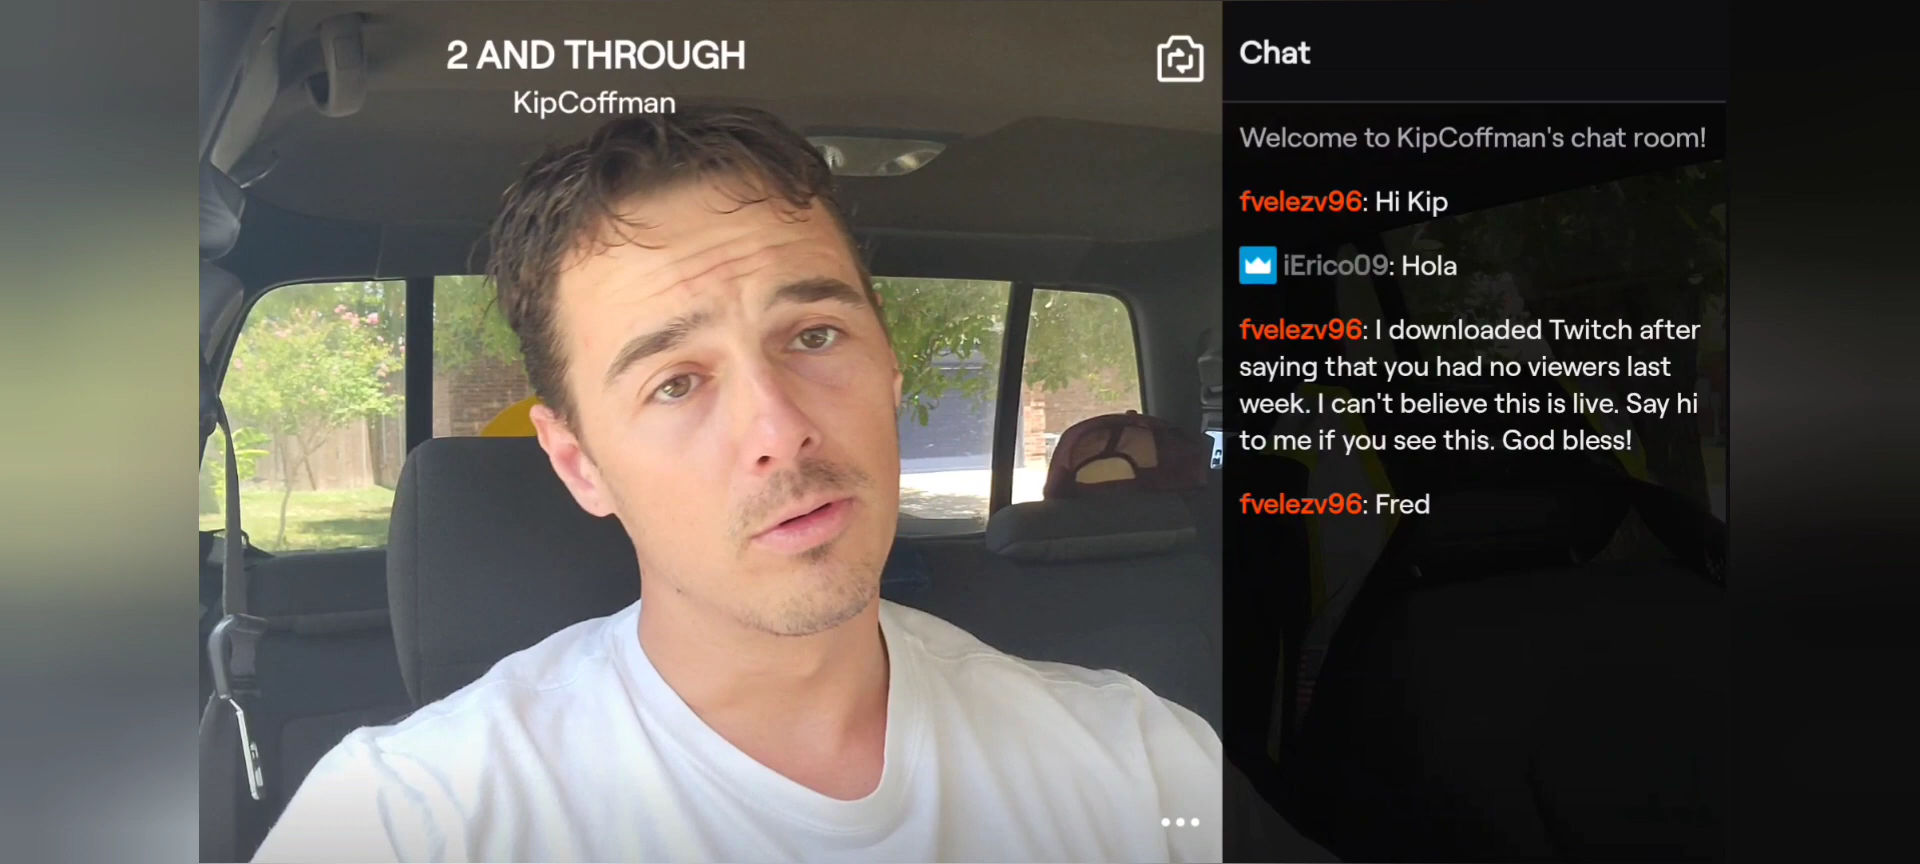 2 AND THROUGH
KipCoffman
Chat
Welcome to KipCoffman's chat room!
fvelezv96: Hi Kip
iErico09: Hola
fvelezv96: I downloaded Twitch after
saying that you had no viewers last
week. I can't believe this is live. Say hi
to me if you see this. God bless!
fvelezv96: Fred